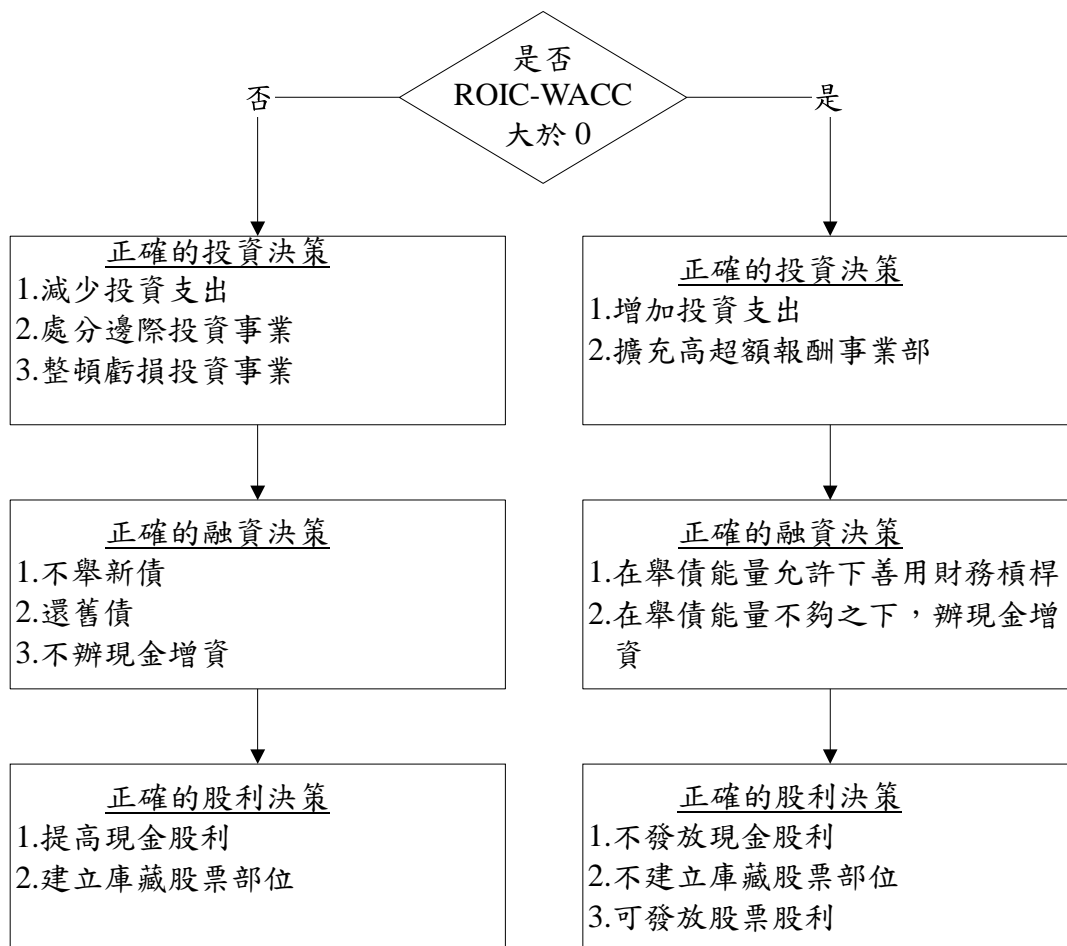 是否
ROIC-WACC
大於 0
否
是
正確的投資決策
1.減少投資支出
2.處分邊際投資事業
3.整頓虧損投資事業
正確的投資決策
1.增加投資支出
2.擴充高超額報酬事業部
正確的融資決策
1.不舉新債
2.還舊債
3.不辦現金增資
正確的融資決策
1.在舉債能量允許下善用財務槓桿
2.在舉債能量不夠之下，辦現金增
資
正確的股利決策
1.提高現金股利
2.建立庫藏股票部位
正確的股利決策
1.不發放現金股利
2.不建立庫藏股票部位
3.可發放股票股利